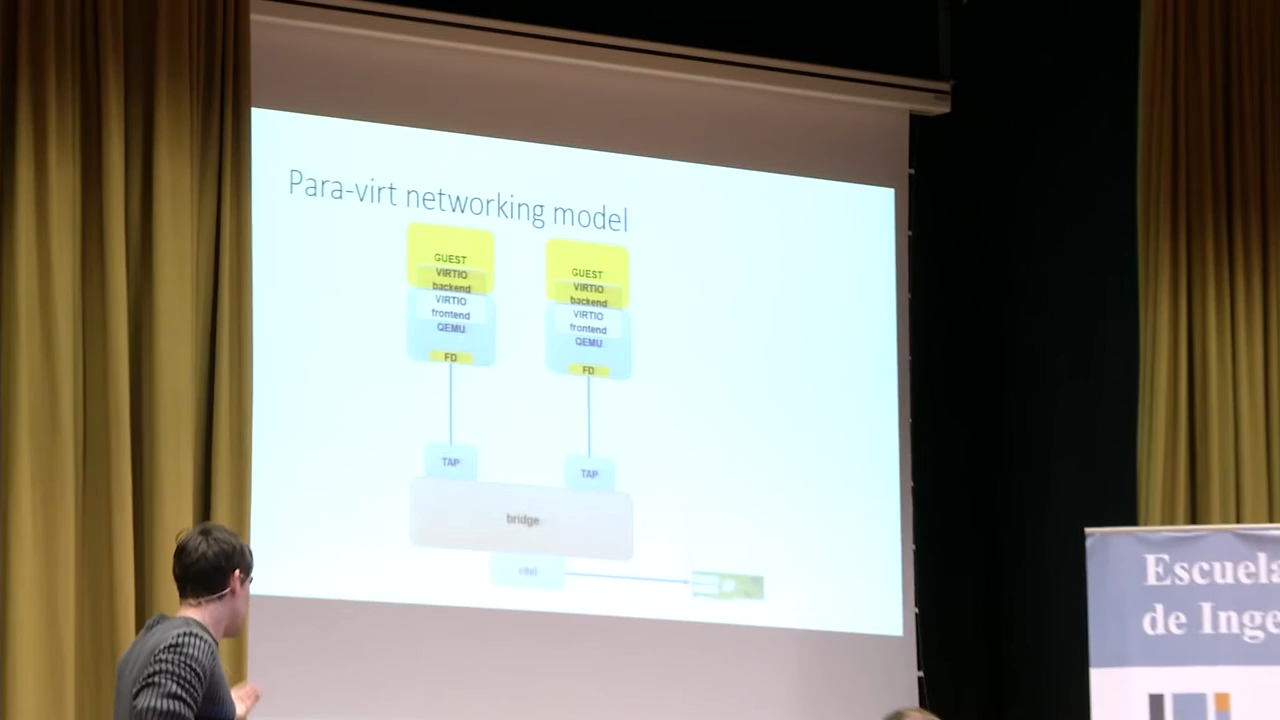 Para-virt networking model
GUEST
VIRTIO
backend
VIRTIO
frontend
QEMU
FD
GUEST
VIRTIO
backend
VIRTIO
frontend
QEMU
FD
TAP
TAP
bridge
Escuela
de Inge